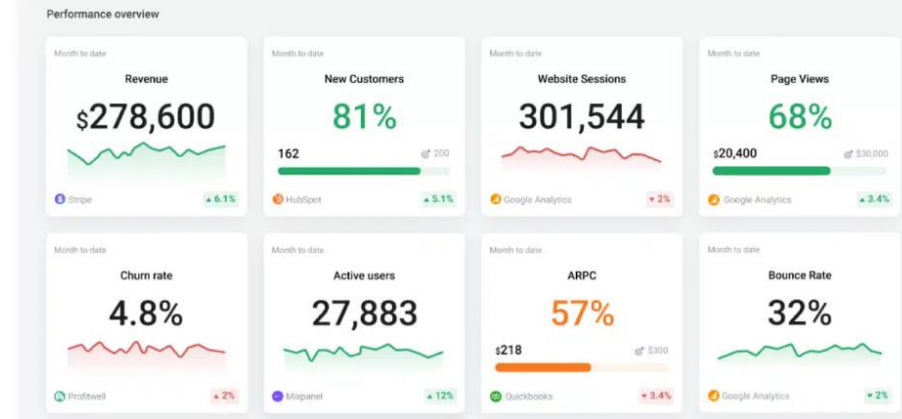 Performance overview
Month to date
Revenue
$278,600
Stripe
▲ 6.1%
Month to date
New Customers
81%
162
200
HubSpot
▲ 5.1%
Month to date
Website Sessions
301,544
Google Analytics
▼ 2%
Month to date
Page Views
68%
$20,400
$30,000
Google Analytics
▲ 3.4%
Month to date
Churn rate
4.8%
Profitwell
▲ 2%
Month to date
Active users
27,883
Mixpanel
▲ 12%
Month to date
ARPC
57%
$218
$300
Quickbooks
▼ 3.4%
Month to date
Bounce Rate
32%
Google Analytics
▼ 2%